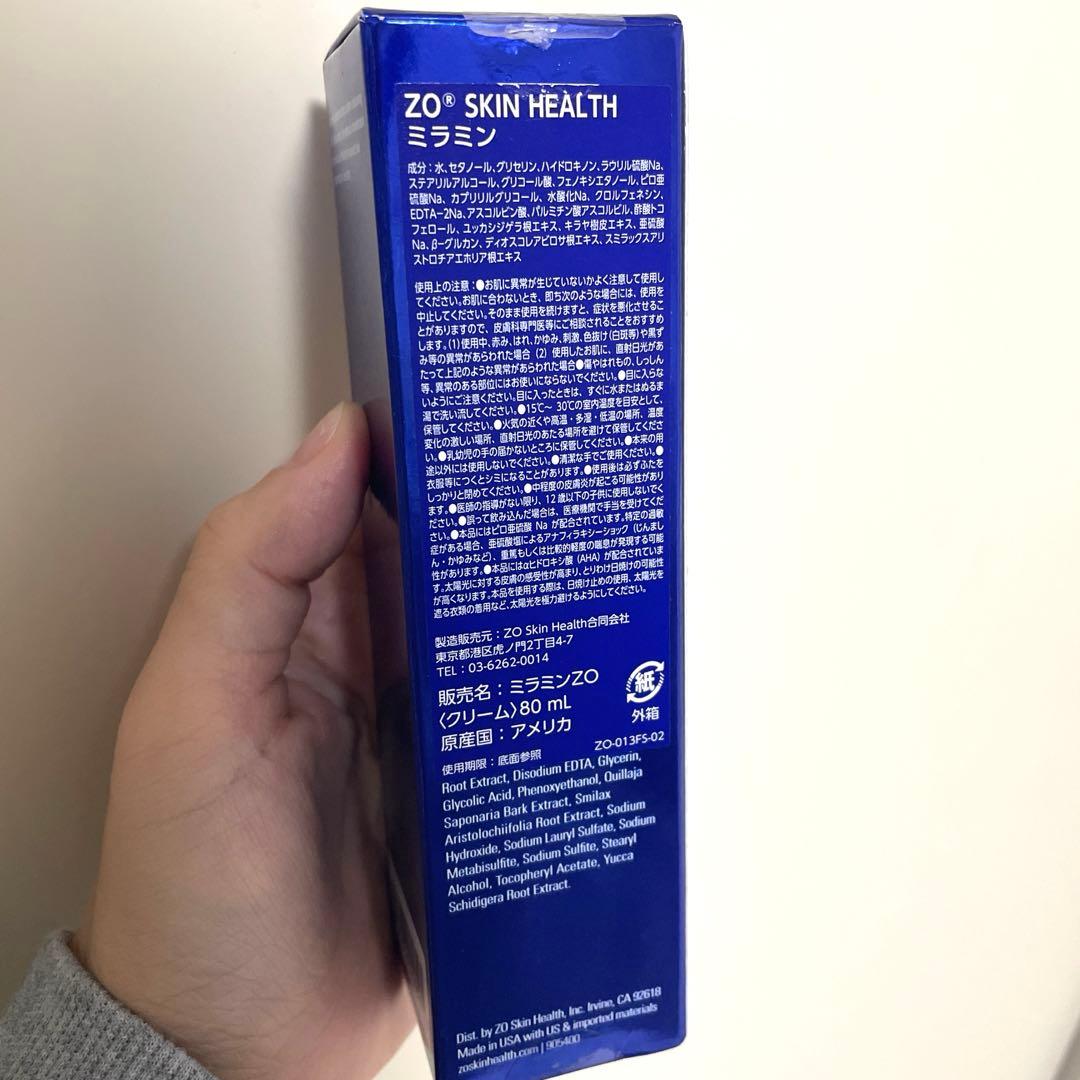 ZO® SKIN HEALTH
ミラミン
成分：水、セタノール、グリセリン、ハイドロキノン、ラウリル硫酸Na、
ステアリルアルコール、グリコール酸、フェノキシエタノール、ピロ亜
硫酸Na、カプリリルグリコール、水酸化Na、クロルフェネシン、
EDTA-2Na、アスコルビン酸、パルミチン酸アスコルビル、酢酸トコ
フェロール、ユッカシジゲラ根エキス、キラヤ樹皮エキス、亜硫酸
Na、β-グルカン、ディオスコレアビロサ根エキス、スミラックスアリ
ストロチアエホリア根エキス
使用上の注意：●お肌に異常が生じていないかよく注意して使用し
てください。お肌に合わないとき、即ち次のような場合には、使用を
中止してください。そのまま使用を続けますと、症状を悪化させるこ
とがありますので、皮膚科専門医等にご相談されることをおすすめ
します。(1)使用中、赤み、はれ、かゆみ、刺激、色抜け(白斑等)や黒ず
み等の異常があらわれた場合 (2) 使用したお肌に、直射日光があ
たって上記のような異常があらわれた場合●傷やはれもの、しっしん
等、異常のある部位にはお使いにならないでください。●目に入らな
いようにご注意ください。目に入ったときは、すぐに水またはぬるま
湯で洗い流してください。●15℃～ 30℃の室内温度を目安として、
保管してください。●火気の近くや高温・多湿・低温の場所、温度
変化の激しい場所、直射日光のあたる場所を避けて保管してくださ
い。●乳幼児の手の届かないところに保管してください。●本来の用
途以外には使用しないでください。●清潔な手でご使用ください。●
衣服等につくとシミになることがあります。●使用後は必ずふたを
しっかりと閉めてください。●中程度の皮膚炎が起こる可能性があり
ます。●医師の指導がない限り、12歳以下の子供に使用しないでく
ださい。●誤って飲み込んだ場合は、医療機関で手当を受けてくだ
さい。●本品にはピロ亜硫酸 Na が配合されています。特定の過敏
症がある場合、亜硫酸塩によるアナフィラキシーショック（じんまし
ん・かゆみなど）、重篤もしくは比較的軽度の喘息が発現する可能
性があります。●本品にはαヒドロキシ酸（AHA）が配合されていま
す。太陽光に対する皮膚の感受性が高まり、とりわけ日焼けの可能性
が高くなります。本品を使用する際は、日焼け止めの使用、太陽光を
遮る衣類の着用など、太陽光を極力避けるようにしてください。
製造販売元：ZO Skin Health合同会社
東京都港区虎ノ門2丁目4-7
TEL：03-6262-0014
販売名：ミラミンZO
〈クリーム〉80 mL
原産国：アメリカ
紙
外箱
使用期限：底面参照
ZO-013FS-02
Root Extract, Disodium EDTA, Glycerin,
Glycolic Acid, Phenoxyethanol, Quillaja
Saponaria Bark Extract, Smilax
Aristolochiifolia Root Extract, Sodium
Hydroxide, Sodium Lauryl Sulfate, Sodium
Metabisulfite, Sodium Sulfite, Stearyl
Alcohol, Tocopheryl Acetate, Yucca
Schidigera Root Extract.
Dist. by ZO Skin Health, Inc. Irvine, CA 92618
Made in USA with US & imported materials
zoskinhealth.com | 905400